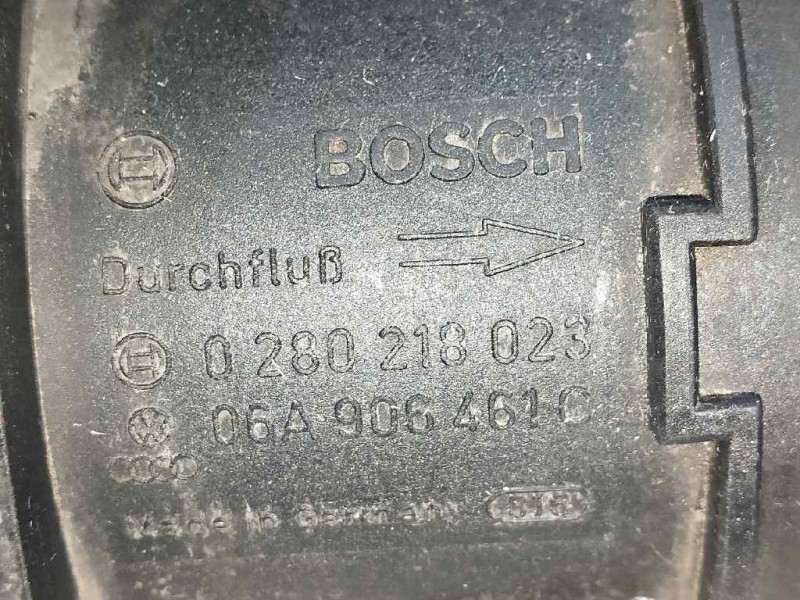 BOSCH
Durchfluß
0 280 218 023
06A 906 461 C
Made in Germany